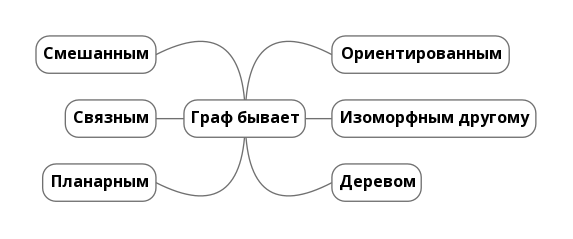 Смешанным
Ориентированным
Связным
Граф бывает
Изоморфным другому
Планарным
Деревом